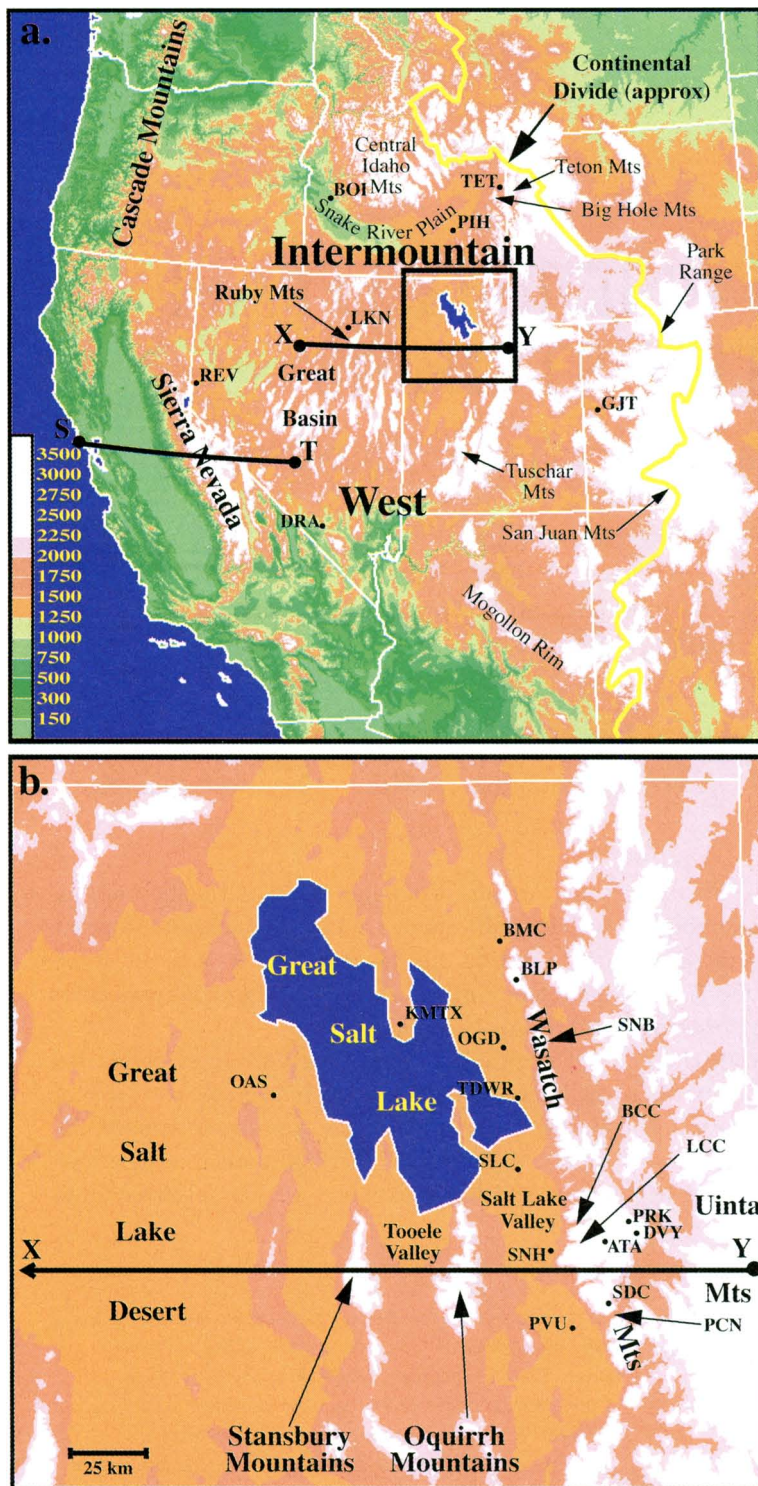 a.
Cascade Mountains
Continental
Divide (approx)
Central
Idaho
Mts
BOI
TET
Teton Mts
Big Hole Mts
Snake River Plain
PIH
Intermountain
Park
Range
Ruby Mts
LKN
X
Y
Great
REV
Basin
GJT
Sierra Nevada
S
T
Tuschar
Mts
West
DRA
San Juan Mts
Mogollon Rim
3500
3000
2750
2500
2250
2000
1750
1500
1250
1000
750
500
300
150
b.
BMC
Great
BLP
KMTX
Salt
Wasatch
SNB
OGD
Great
OAS
TDWR
Lake
BCC
LCC
Salt
SLC
Salt Lake
Valley
Uinta
Tooele
Valley
PRK
DVY
Lake
SNH
ATA
X
Y
Mts
Desert
SDC
PVU
PCN
Mts
Stansbury
Mountains
Oquirrh
Mountains
25 km